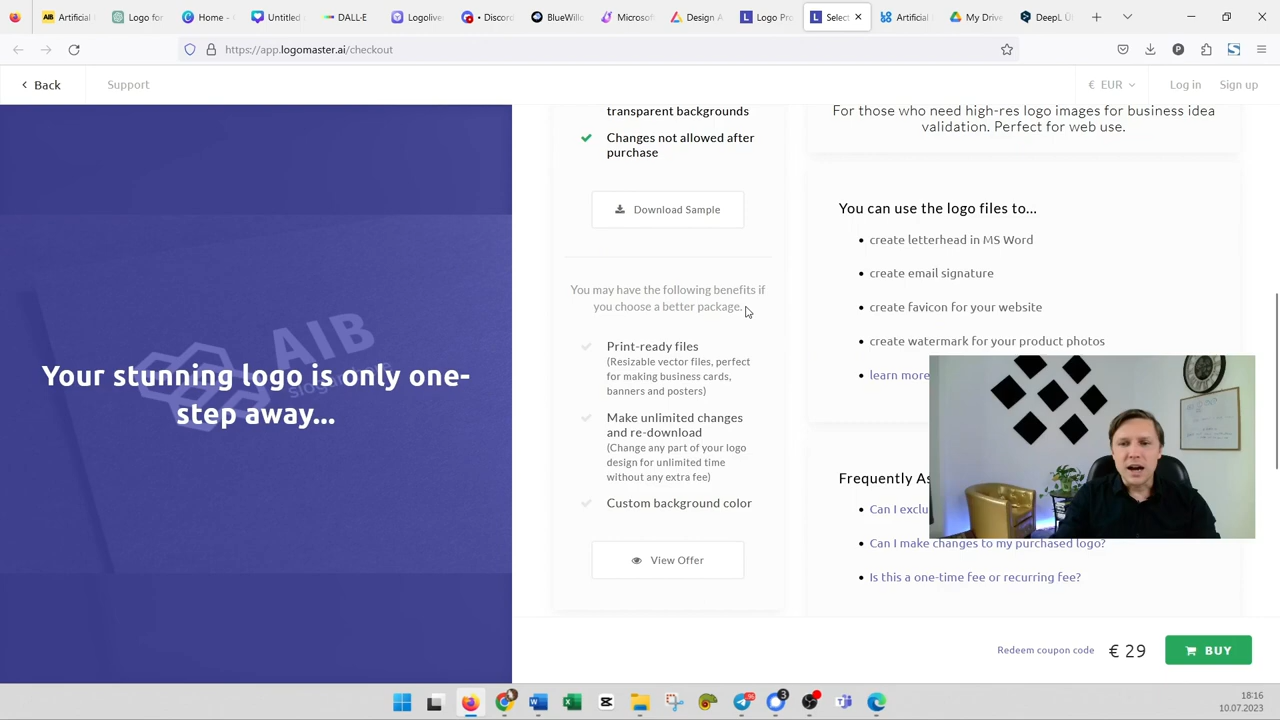 Artificial
Logo for
Home -
Untitled
DALL-E
Logoliver
Discord
BlueWillo
Microsof
Design A
Logo Pro
Select
Artificial
My Drive
DeepL Ü
https://app.logomaster.ai/checkout
Back
Support
€ EUR
Log in
Sign up
transparent backgrounds
Changes not allowed after
purchase
Download Sample
You may have the following benefits if
you choose a better package.
Print-ready files
(Resizable vector files, perfect
for making business cards,
banners and posters)
Make unlimited changes
and re-download
(Change any part of your logo
design for unlimited time
without any extra fee)
Custom background color
View Offer
For those who need high-res logo images for business idea
validation. Perfect for web use.
You can use the logo files to...
• create letterhead in MS Word
• create email signature
• create favicon for your website
• create watermark for your product photos
• learn more
Frequently As
• Can I exclu
• Can I make changes to my purchased logo?
• Is this a one-time fee or recurring fee?
AIB
Your stunning logo is only one-
step away...
Redeem coupon code
€ 29
BUY
18:16
10.07.2023